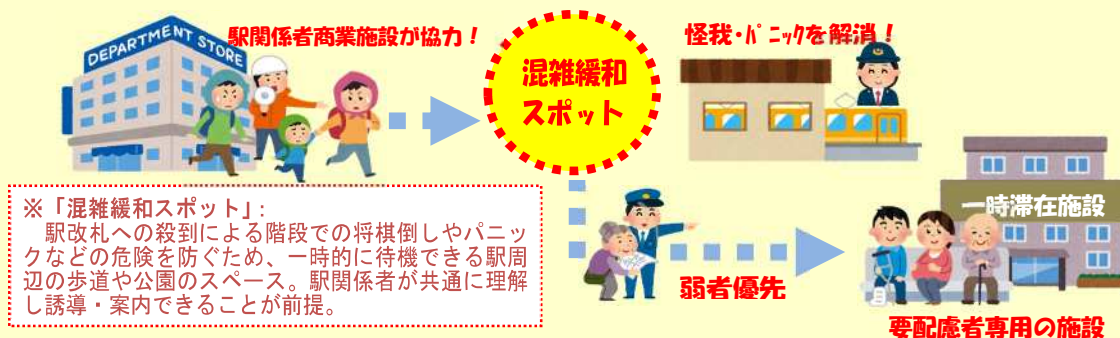 DEPARTMENT STORE
駅関係者商業施設が協力！
混雑緩和
スポット
怪我・パニックを解消！
※「混雑緩和スポット」:
　駅改札への殺到による階段での将棋倒しやパニッ
クなどの危険を防ぐため、一時的に待機できる駅周
辺の歩道や公園のスペース。駅関係者が共通に理解
し誘導・案内できることが前提。
弱者優先
一時滞在施設
要配慮者専用の施設